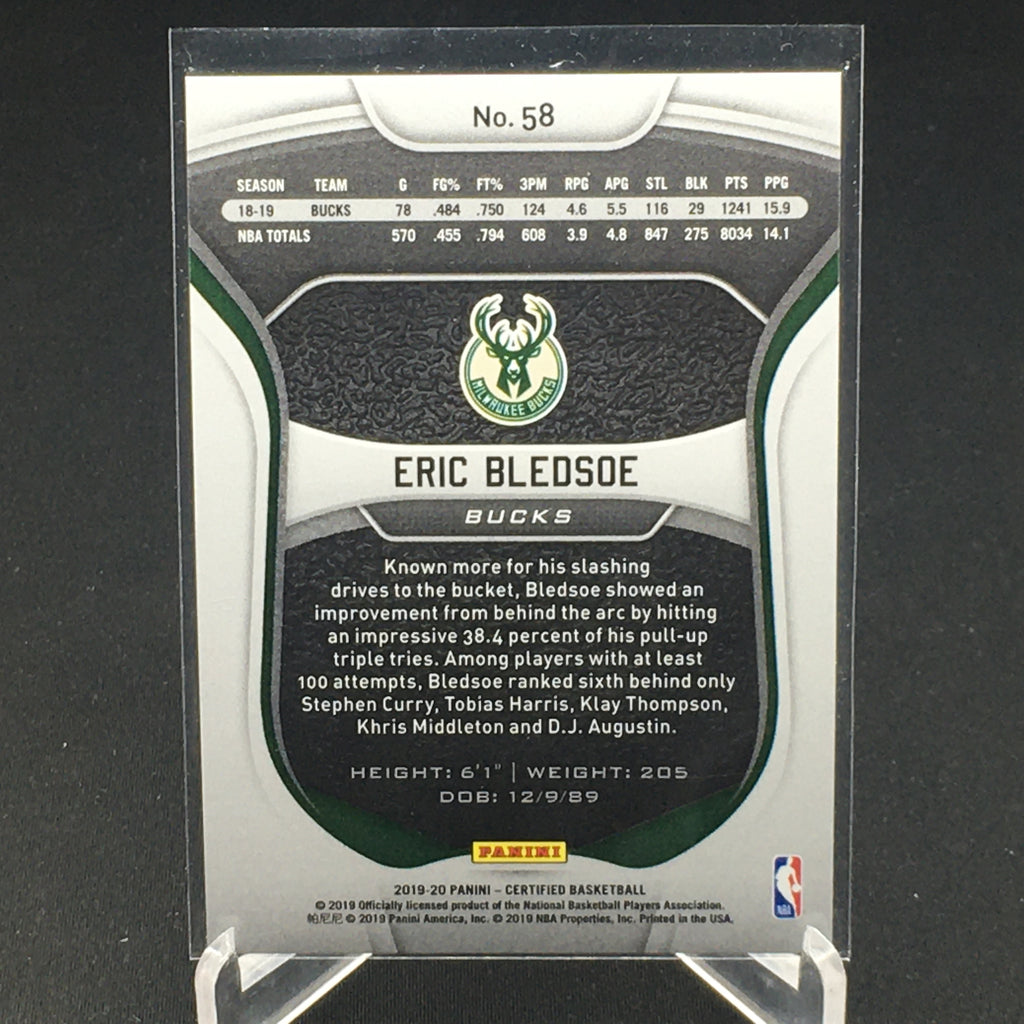 No. 58
SEASON TEAM G FG% FT% 3PM RPG APG STL BLK PTS PPG
18-19 BUCKS 78 .484 .750 124 4.6 5.5 116 29 1241 15.9
NBA TOTALS 570 .455 .794 608 3.9 4.8 847 275 8034 14.1
MILWAUKEE BUCKS
ERIC BLEDSOE
BUCKS
Known more for his slashing
drives to the bucket, Bledsoe showed an
improvement from behind the arc by hitting
an impressive 38.4 percent of his pull-up
triple tries. Among players with at least
100 attempts, Bledsoe ranked sixth behind only
Stephen Curry, Tobias Harris, Klay Thompson,
Khris Middleton and D.J. Augustin.
HEIGHT: 6'1" | WEIGHT: 205
DOB: 12/9/89
PANINI
2019-20 PANINI – CERTIFIED BASKETBALL
© 2019 Officially licensed product of the National Basketball Players Association.
帕尼尼 © 2019 Panini America, Inc. © 2019 NBA Properties, Inc. Printed in the USA.
NBA